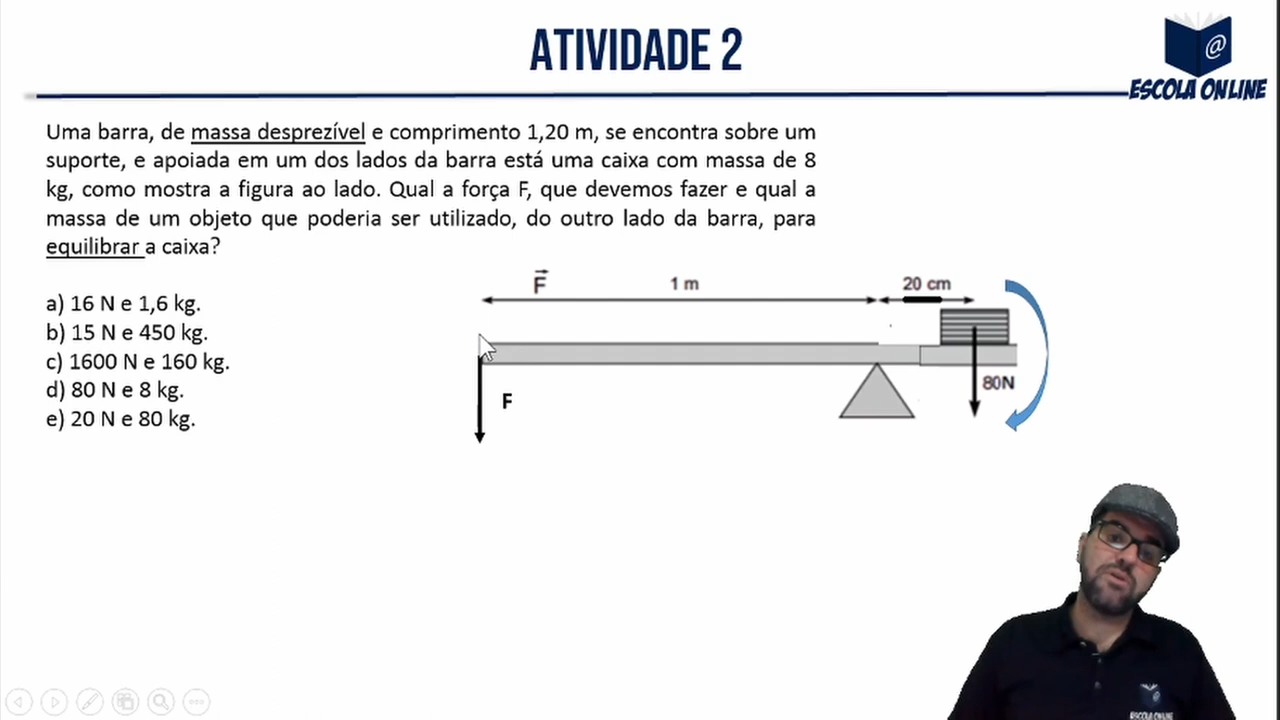 ATIVIDADE 2
@
ESCOLA ONLINE
Uma barra, de massa desprezível e comprimento 1,20 m, se encontra sobre um
suporte, e apoiada em um dos lados da barra está uma caixa com massa de 8
kg, como mostra a figura ao lado. Qual a força F, que devemos fazer e qual a
massa de um objeto que poderia ser utilizado, do outro lado da barra, para
equilibrar a caixa?
a) 16 N e 1,6 kg.
b) 15 N e 450 kg.
c) 1600 N e 160 kg.
d) 80 N e 8 kg.
e) 20 N e 80 kg.
F
1 m
20 cm
80N
F
ESCOLA ONLINE